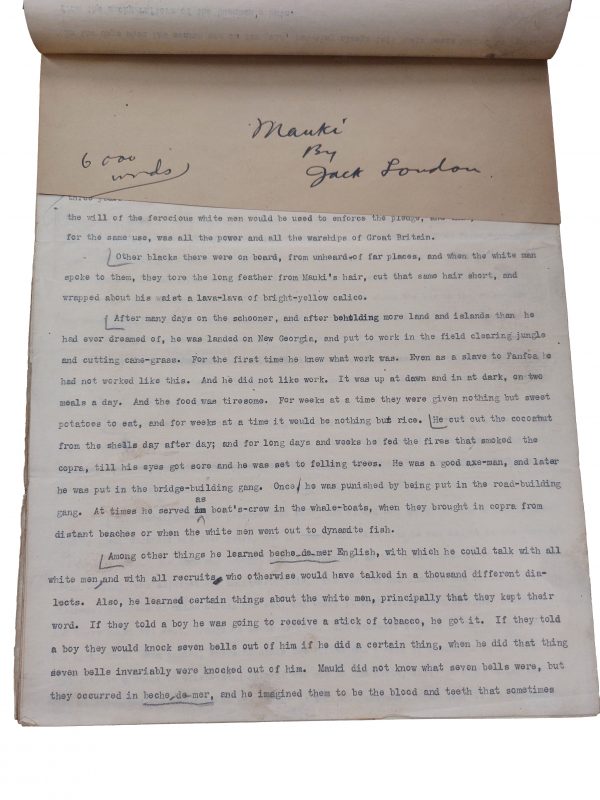 Mauki
By
Jack London
6000
words
three year
the will of the ferocious white men would be used to enforce the pledge, and
for the same use, was all the power and all the warships of Great Britain.
Other blacks there were on board, from unheard-of far places, and when the white man
spoke to them, they tore the long feather from Mauki's hair, cut that same hair short, and
wrapped about his waist a lava-lava of bright-yellow calico.
After many days on the schooner, and after beholding more land and islands than he
had ever dreamed of, he was landed on New Georgia, and put to work in the field clearing jungle
and cutting cane-grass. For the first time he knew what work was. Even as a slave to Fanfoa he
had not worked like this. And he did not like work. It was up at dawn and in at dark, on two
meals a day. And the food was tiresome. For weeks at a time they were given nothing but sweet
potatoes to eat, and for weeks at a time it would be nothing but rice. He cut out the cocoanut
from the shells day after day; and for long days and weeks he fed the fires that smoked the
copra, till his eyes got sore and he was set to felling trees. He was a good axe-man, and later
he was put in the bridge-building gang. Once, he was punished by being put in the road-building
gang. At times he served as boat's-crew in the whale-boats, when they brought in copra from
distant beaches or when the white men went out to dynamite fish.
Among other things he learned beche-de-mer English, with which he could talk with all
white men, and with all recruits who otherwise would have talked in a thousand different dia-
lects. Also, he learned certain things about the white men, principally that they kept their
word. If they told a boy he was going to receive a stick of tobacco, he got it. If they told
a boy they would knock seven bells out of him if he did a certain thing, when he did that thing
seven bells invariably were knocked out of him. Mauki did not know what seven bells were, but
they occurred in beche-de-mer, and he imagined them to be the blood and teeth that sometimes